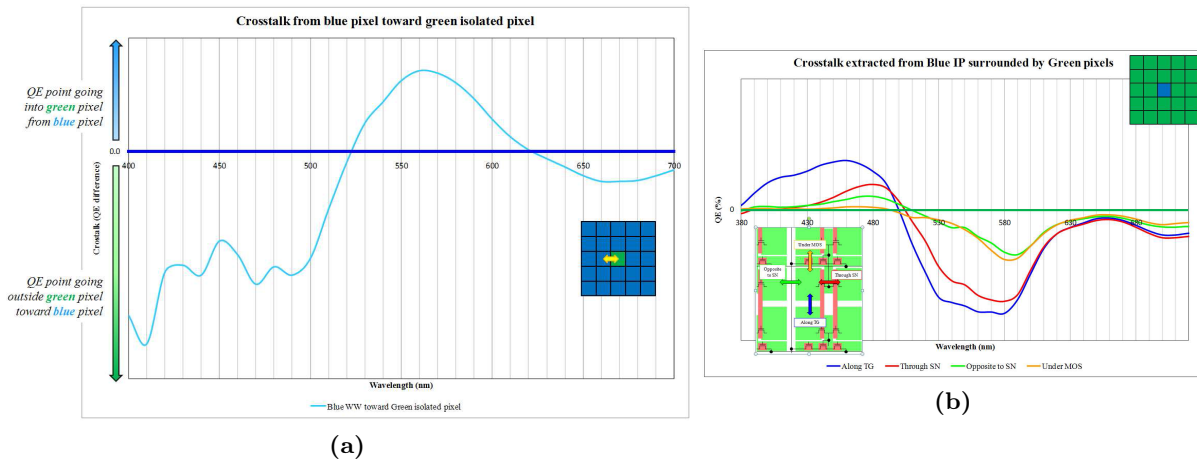 Crosstalk from blue pixel toward green isolated pixel
QE point going
into green pixel
from blue pixel
0.0
400
450
500
550
600
650
700
Crostalk (QE difference)
QE point going
outside green pixel
toward blue pixel
Wavelength (nm)
Blue WW toward Green isolated pixel
(a)
Crosstalk extracted from Blue IP surrounded by Green pixels
QE (%)
0
380
430
480
530
580
630
680
Under MOS
Opposite
to SN
Through SN
Along TG
Wavelength (nm)
Along TG
Through SN
Opposite to SN
Under MOS
(b)